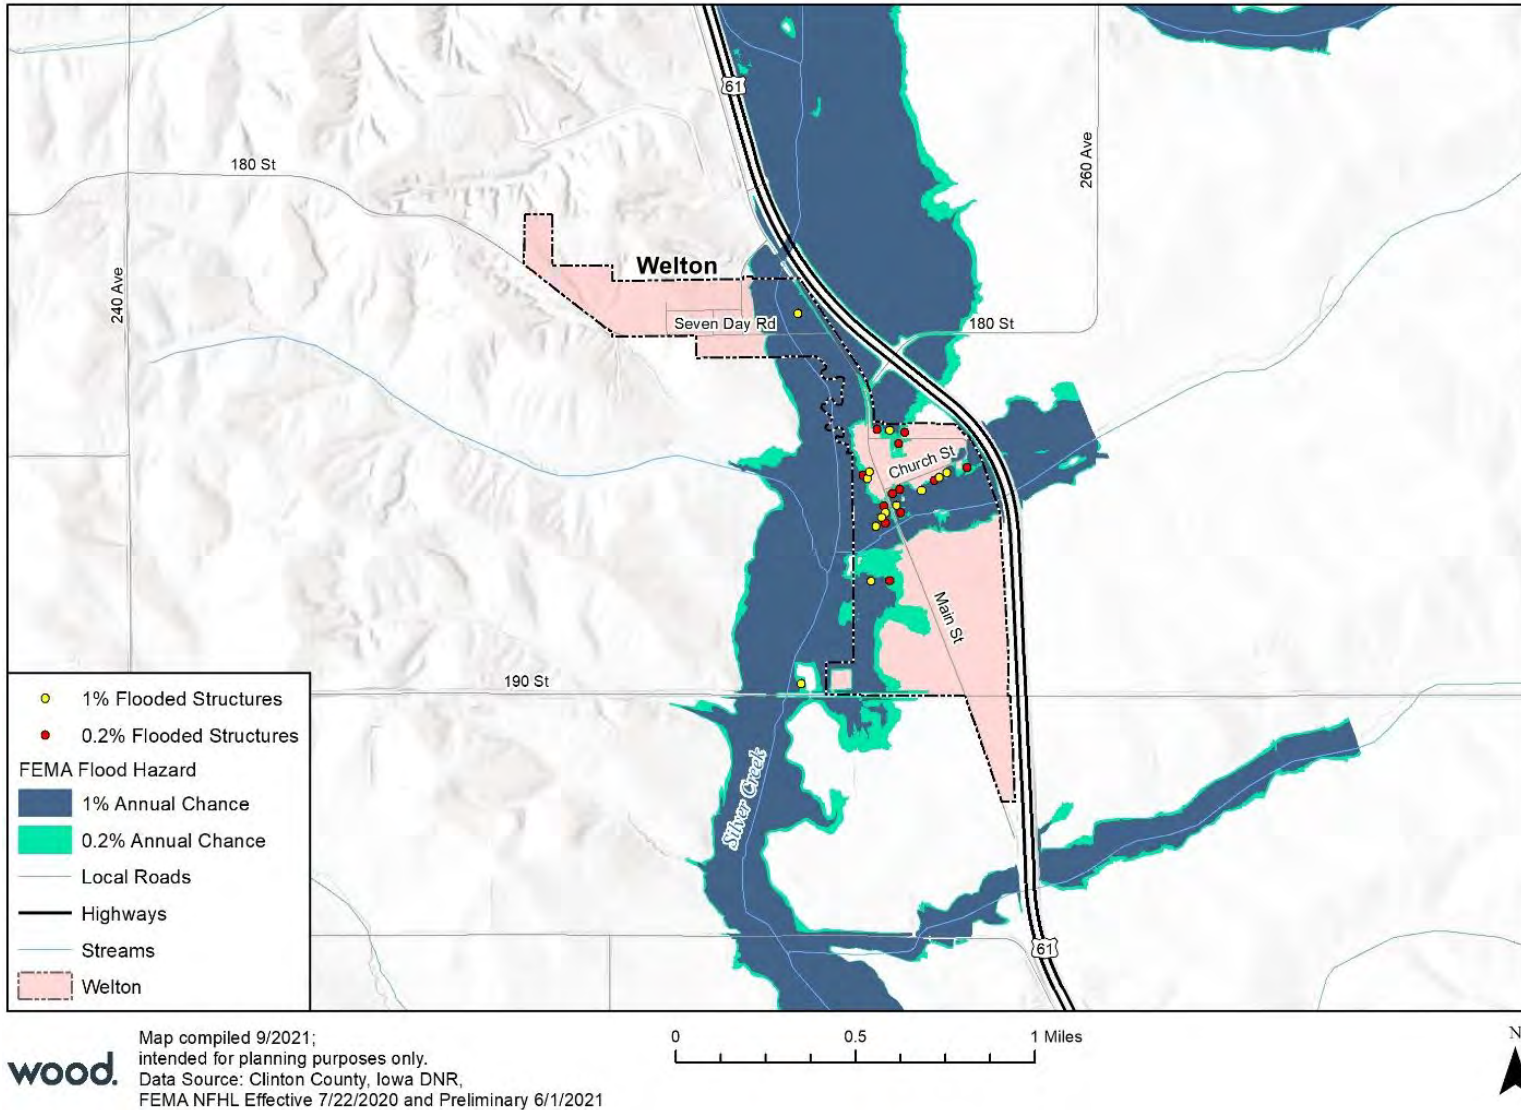 61
180 St
260 Ave
240 Ave
Welton
Seven Day Rd
180 St
Church St
Main St
190 St
Silver Creek
61
1% Flooded Structures
0.2% Flooded Structures
FEMA Flood Hazard
1% Annual Chance
0.2% Annual Chance
Local Roads
Highways
Streams
Welton
wood.
Map compiled 9/2021;
intended for planning purposes only.
Data Source: Clinton County, Iowa DNR,
FEMA NFHL Effective 7/22/2020 and Preliminary 6/1/2021
0 0.5 1 Miles
N